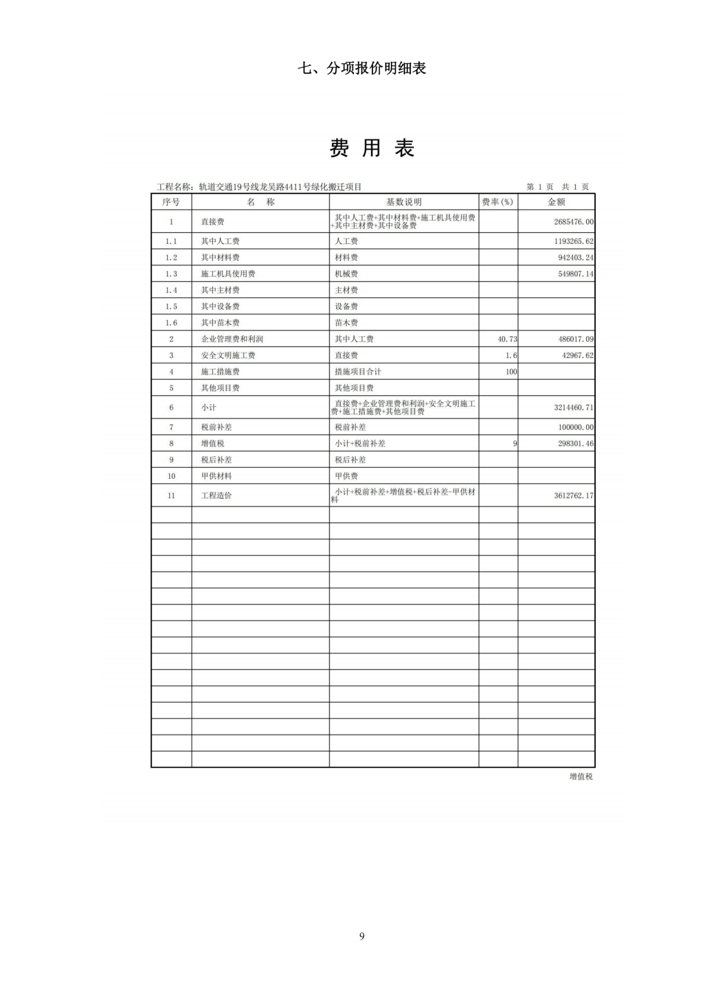 七、分项报价明细表
费 用 表
工程名称：轨道交通19号线龙吴路4411号绿化搬迁项目 第 1 页 共 1 页
序号 名 称 基数说明 费率(%) 金额
1 直接费 其中人工费+其中材料费+施工机具使用费
+其中主材费+其中设备费 2685476.00
1.1 其中人工费 人工费 1193265.62
1.2 其中材料费 材料费 942403.24
1.3 施工机具使用费 机械费 549807.14
1.4 其中主材费 主材费
1.5 其中设备费 设备费
1.6 其中苗木费 苗木费
2 企业管理费和利润 其中人工费 40.73 486017.09
3 安全文明施工费 直接费 1.6 42967.62
4 施工措施费 措施项目合计 100
5 其他项目费 其他项目费
6 小计 直接费+企业管理费和利润+安全文明施工
费+施工措施费+其他项目费 3214460.71
7 税前补差 税前补差 100000.00
8 增值税 小计+税前补差 9 298301.46
9 税后补差 税后补差
10 甲供材料 甲供费
11 工程造价 小计+税前补差+增值税+税后补差-甲供材
料 3612762.17
增值税
9